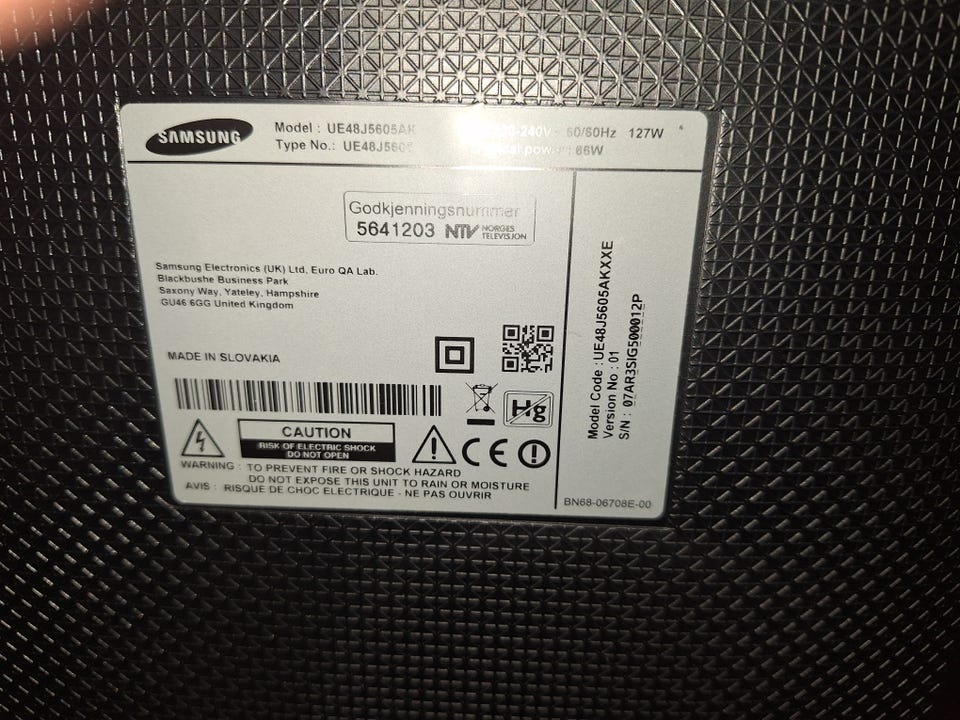 SAMSUNG
Model : UE48J5605AK
Type No.: UE48J5605
60/60Hz 127W
66W
Godkjenningsnummer
5641203 NTV NORGES TELEVISJON
Samsung Electronics (UK) Ltd, Euro QA Lab.
Blackbushe Business Park
Saxony Way, Yateley, Hampshire
GU46 6GG United Kingdom
MADE IN SLOVAKIA
Hg
CAUTION
RISK OF ELECTRIC SHOCK
DO NOT OPEN
CE
WARNING : TO PREVENT FIRE OR SHOCK HAZARD
DO NOT EXPOSE THIS UNIT TO RAIN OR MOISTURE
AVIS : RISQUE DE CHOC ELECTRIQUE - NE PAS OUVRIR
Model Code : UE48J5605AKXXE
Version No : 01
S/N : 07AR3SIG500012P
BN68-06708E-00